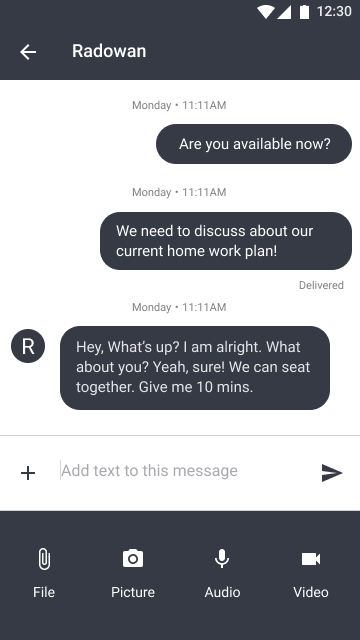 12:30
Radowan
Monday • 11:11AM
Are you available now?
Monday • 11:11AM
We need to discuss about our
current home work plan!
Delivered
Monday • 11:11AM
R
Hey, What's up? I am alright. What
about you? Yeah, sure! We can seat
together. Give me 10 mins.
Add text to this message
File
Picture
Audio
Video